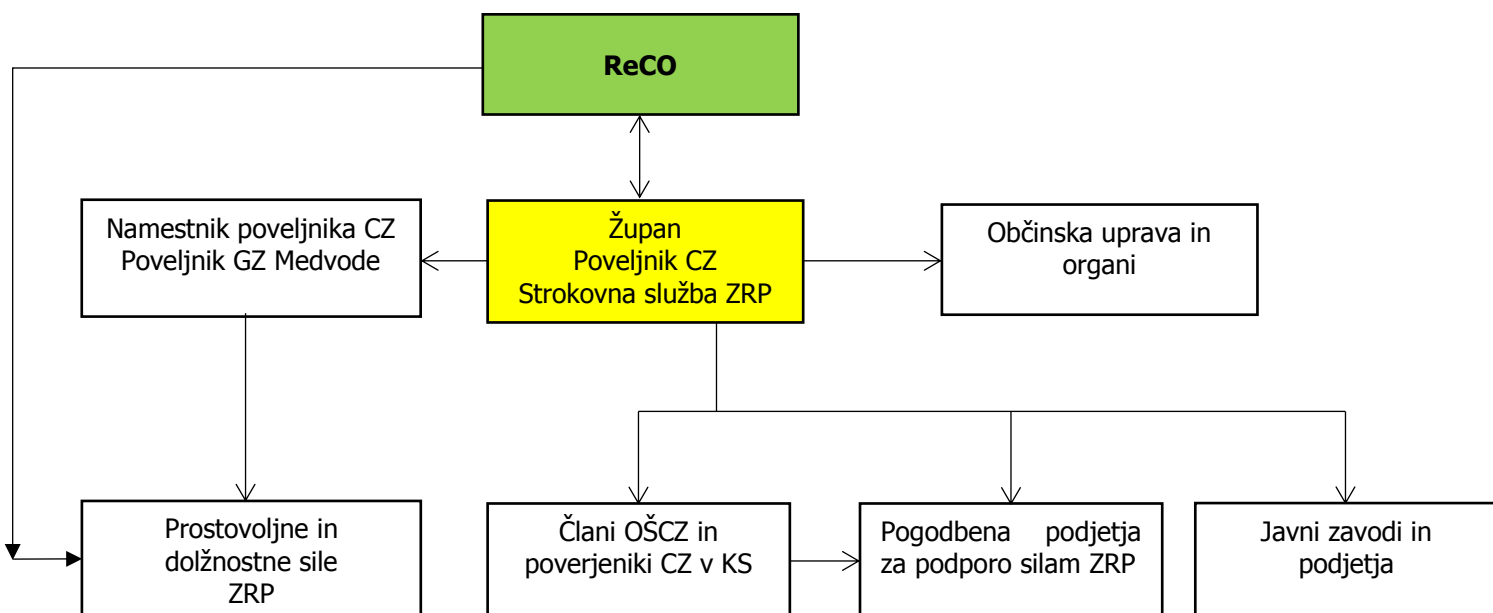 ReCO
Namestnik poveljnika CZ
Poveljnik GZ Medvode
Župan
Poveljnik CZ
Strokovna služba ZRP
Občinska uprava in
organi
Prostovoljne in
dolžnostne sile
ZRP
Člani OŠCZ in
poverjeniki CZ v KS
Pogodbena podjetja
za podporo silam ZRP
Javni zavodi in
podjetja